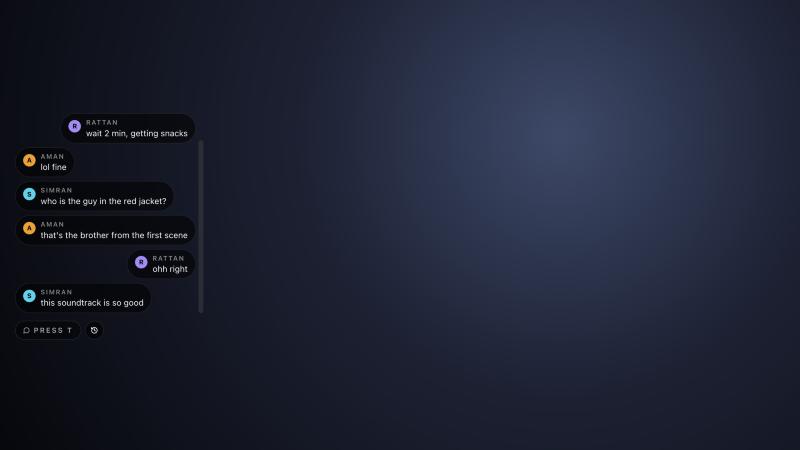 R
RATTAN
wait 2 min, getting snacks
A
AMAN
lol fine
S
SIMRAN
who is the guy in the red jacket?
A
AMAN
that's the brother from the first scene
R
RATTAN
ohh right
S
SIMRAN
this soundtrack is so good
PRESS T